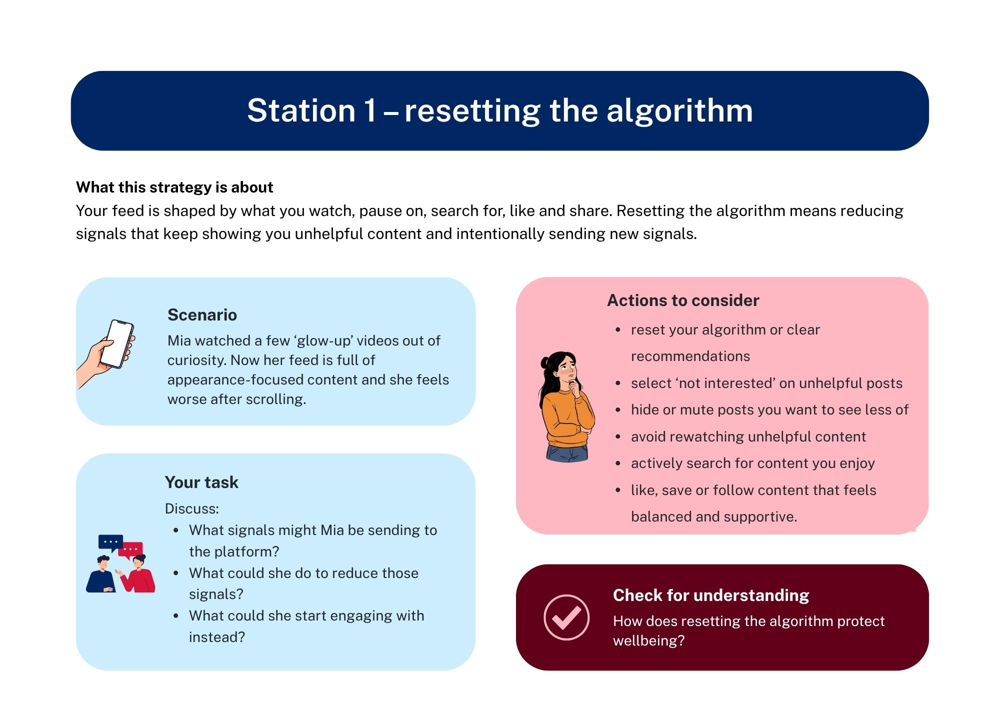 Station 1 – resetting the algorithm
What this strategy is about
Your feed is shaped by what you watch, pause on, search for, like and share. Resetting the algorithm means reducing
signals that keep showing you unhelpful content and intentionally sending new signals.
Scenario
Mia watched a few ‘glow-up’ videos out of
curiosity. Now her feed is full of
appearance-focused content and she feels
worse after scrolling.
Your task
Discuss:
• What signals might Mia be sending to
the platform?
• What could she do to reduce those
signals?
• What could she start engaging with
instead?
Actions to consider
• reset your algorithm or clear
recommendations
• select ‘not interested’ on unhelpful posts
• hide or mute posts you want to see less of
• avoid rewatching unhelpful content
• actively search for content you enjoy
• like, save or follow content that feels
balanced and supportive.
Check for understanding
How does resetting the algorithm protect
wellbeing?